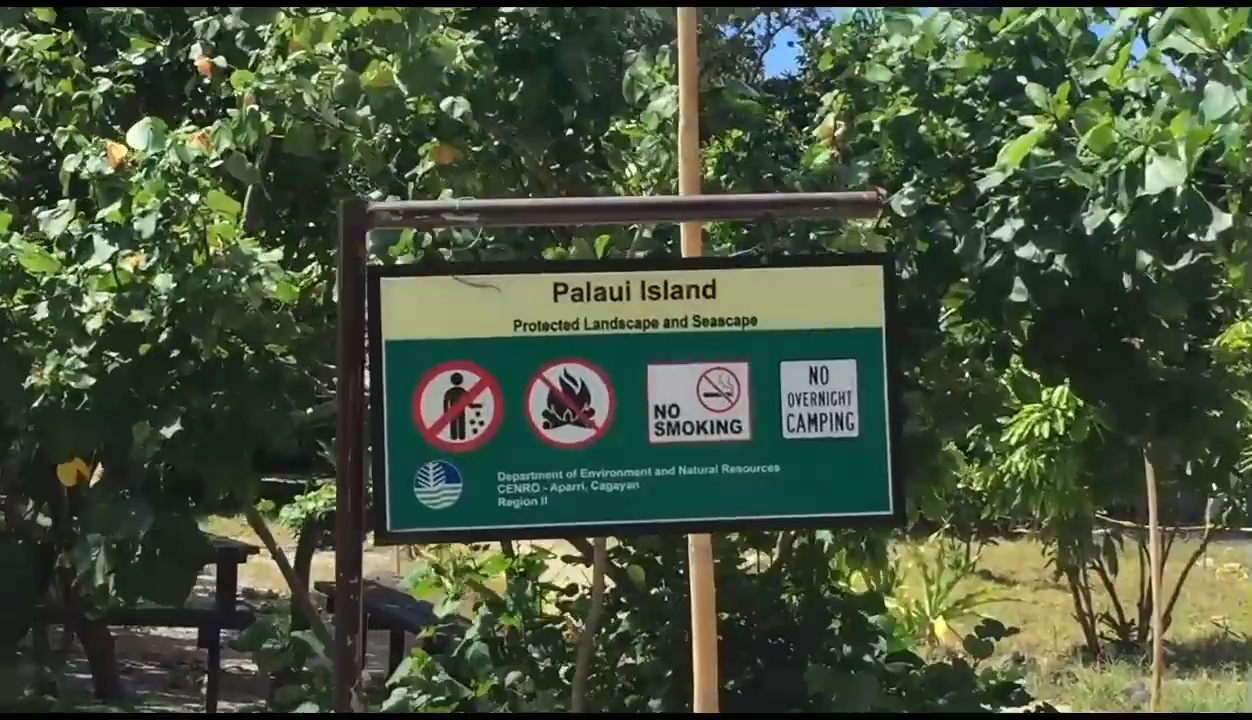 Palaui Island
Protected Landscape and Seascape
NO
SMOKING
NO
OVERNIGHT
CAMPING
Department of Environment and Natural Resources
CENRO - Aparri, Cagayan
Region II